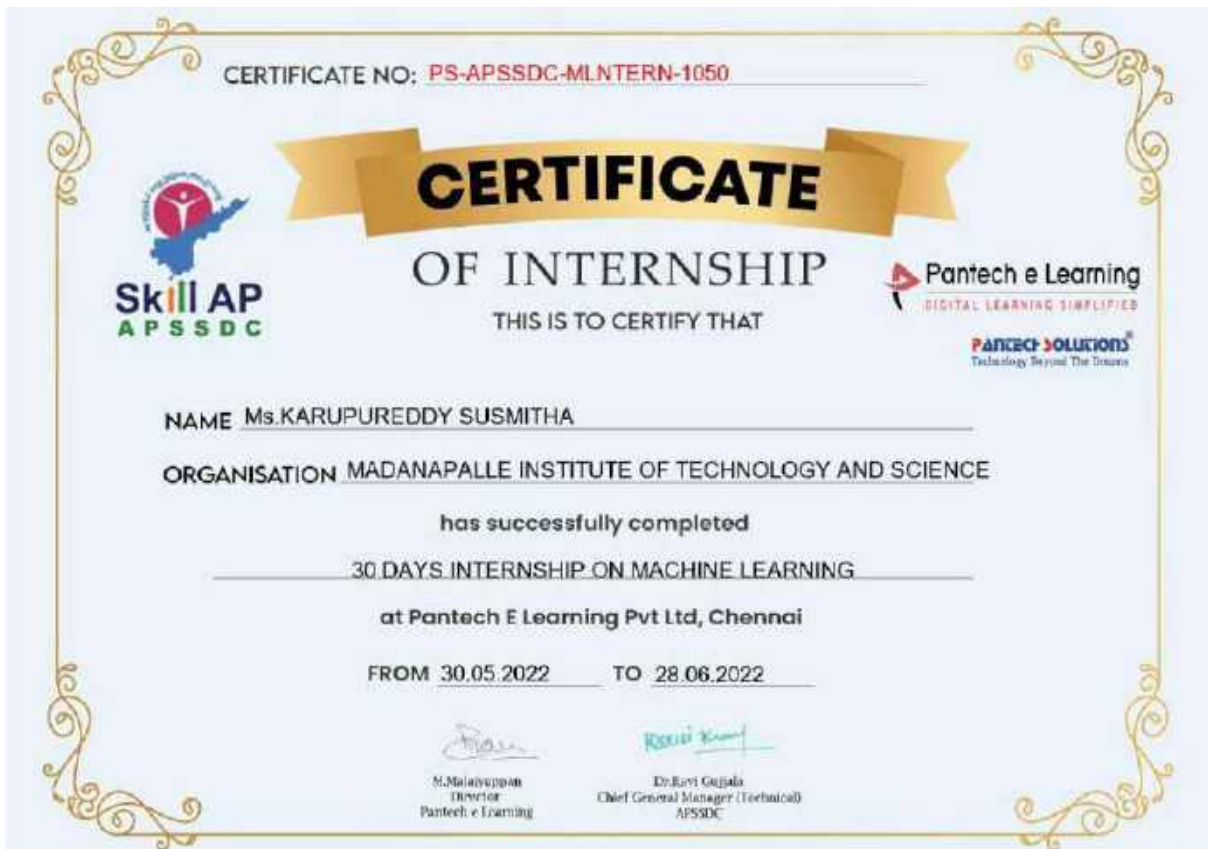 CERTIFICATE NO: PS-APSSDC-MLNTERN-1050
CERTIFICATE
OF INTERNSHIP
THIS IS TO CERTIFY THAT
Skill AP
APSSDC
Pantech e Learning
DIGITAL LEARNING SIMPLIFIED
PANTECH SOLUTIONS
Technology Beyond The Dreams
NAME Ms.KARUPUREDDY SUSMITHA
ORGANISATION MADANAPALLE INSTITUTE OF TECHNOLOGY AND SCIENCE
has successfully completed
30 DAYS INTERNSHIP ON MACHINE LEARNING
at Pantech E Learning Pvt Ltd, Chennai
FROM 30.05.2022 TO 28.06.2022
M.Malaiyappan
Director
Pantech e Learning
Dr.Ravi Gujjala
Chief General Manager (Technical)
APSSDC